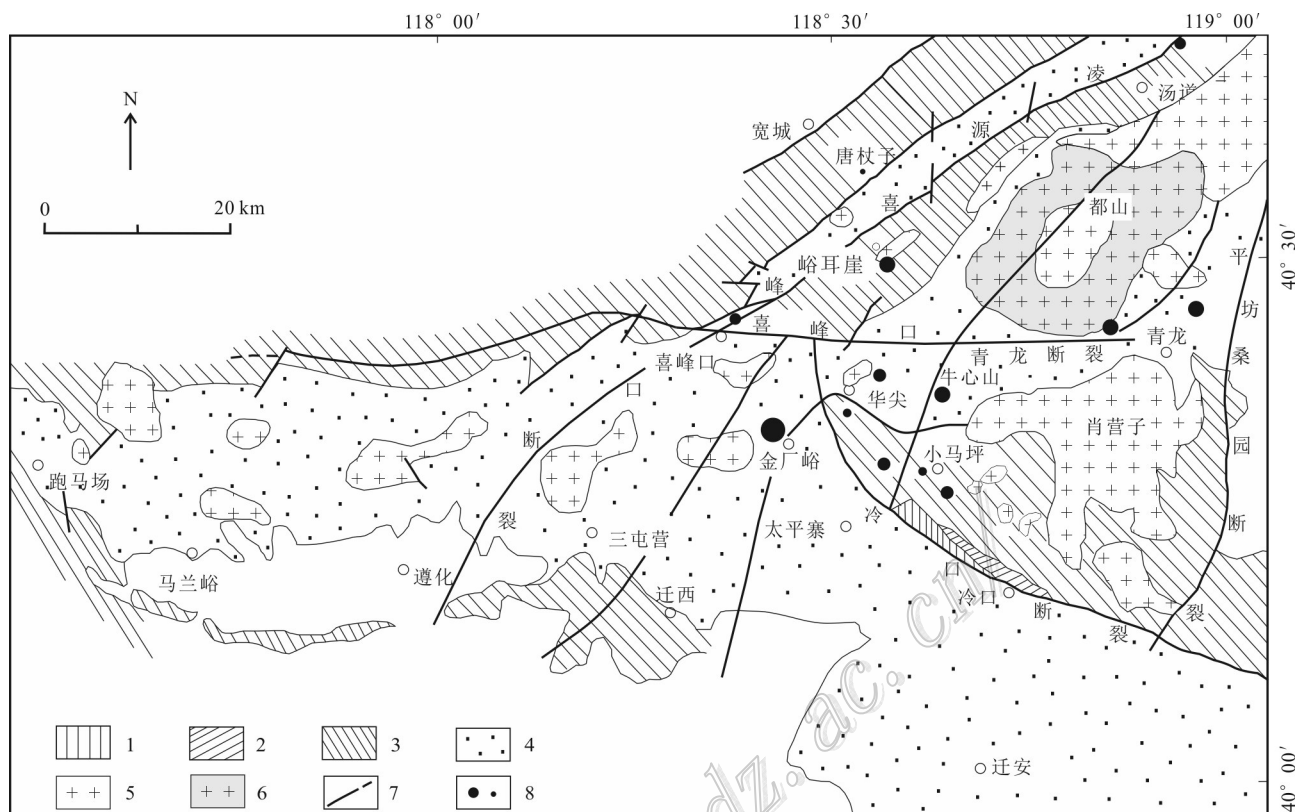 118° 00′
118° 30′
119° 00′
N
0
20 km
宽城
唐杖子
凌
源
喜
峰
口
断
裂
汤道
都山
峪耳崖
40° 30′
平
坊
桑
园
断
裂
喜
峰
口
青龙断裂
青龙
喜峰口
牛心山
华尖
肖营子
金厂峪
小马坪
跑马场
三屯营
太平寨
冷
口
断
裂
马兰峪
遵化
迁西
冷口
迁安
40° 00′
dz. ac. cn/
1
2
3
4
5
6
7
8